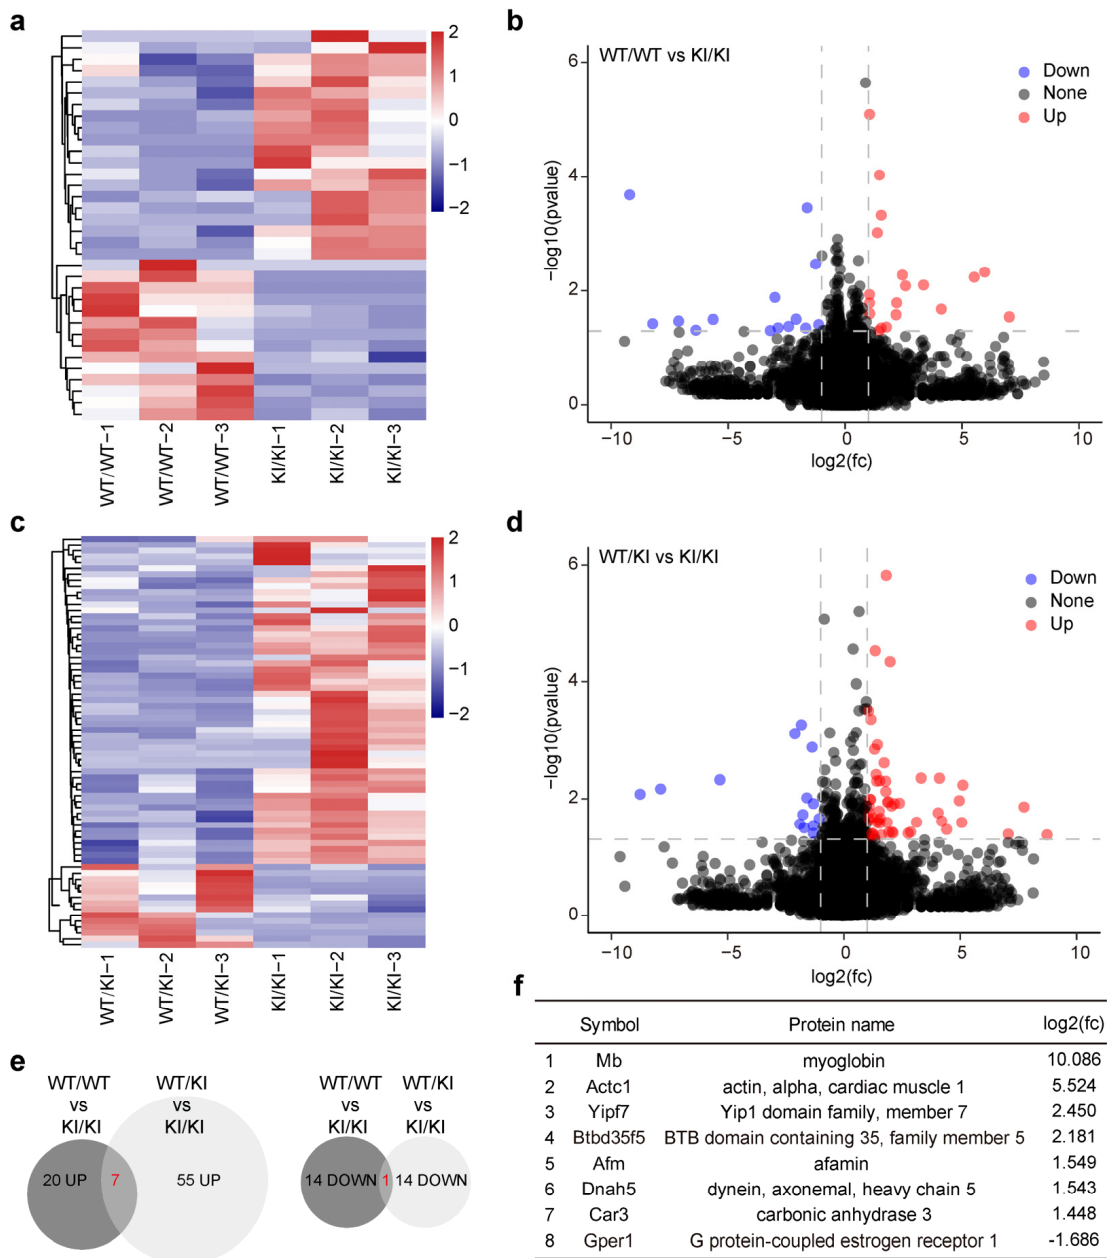 a
2
1
0
−1
−2
WT/WT−1
WT/WT−2
WT/WT−3
KI/KI−1
KI/KI−2
KI/KI−3
b
WT/WT vs KI/KI
Down
None
Up
−log10(pvalue)
6
4
2
0
−10
−5
0
5
10
log2(fc)
c
2
1
0
−1
−2
WT/KI−1
WT/KI−2
WT/KI−3
KI/KI−1
KI/KI−2
KI/KI−3
d
WT/KI vs KI/KI
Down
None
Up
−log10(pvalue)
6
4
2
0
−10
−5
0
5
10
log2(fc)
e
WT/WT
vs
KI/KI
WT/KI
vs
KI/KI
20 UP
7
55 UP
WT/WT
vs
KI/KI
WT/KI
vs
KI/KI
14 DOWN
1
14 DOWN
f
Symbol Protein name log2(fc)
1 Mb myoglobin 10.086
2 Actc1 actin, alpha, cardiac muscle 1 5.524
3 Yipf7 Yip1 domain family, member 7 2.450
4 Btbd35f5 BTB domain containing 35, family member 5 2.181
5 Afm afamin 1.549
6 Dnah5 dynein, axonemal, heavy chain 5 1.543
7 Car3 carbonic anhydrase 3 1.448
8 Gper1 G protein-coupled estrogen receptor 1 -1.686